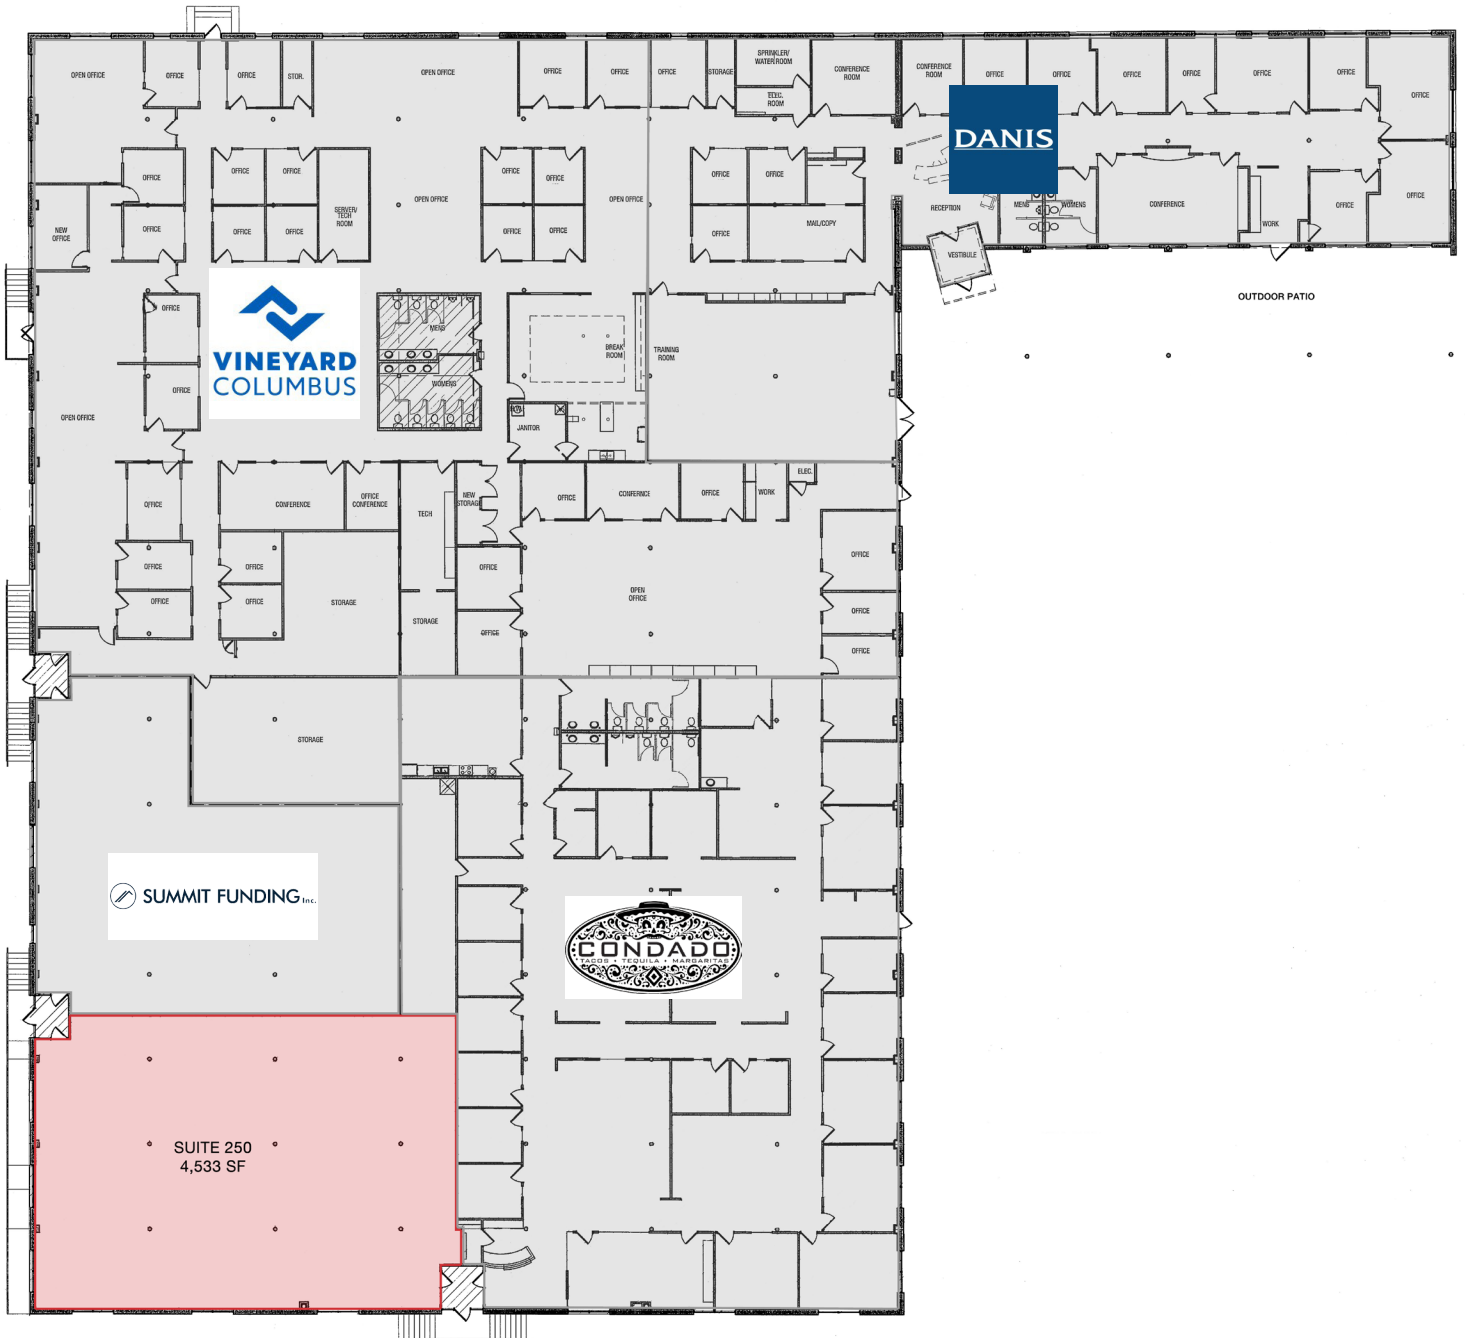 OPEN OFFICE
OFFICE
OFFICE
STOR.
OPEN OFFICE
OFFICE
OFFICE
OFFICE
STORAGE
SPRINKLER/
WATER ROOM
ELEC.
ROOM
CONFERENCE
ROOM
CONFERENCE
ROOM
OFFICE
OFFICE
OFFICE
OFFICE
OFFICE
OFFICE
OFFICE
DANIS
OFFICE
OFFICE
OFFICE
OFFICE
OFFICE
OFFICE
OFFICE
OPEN OFFICE
OPEN OFFICE
SERVER/
TECH
ROOM
NEW
OFFICE
OFFICE
OFFICE
OFFICE
OFFICE
OFFICE
OFFICE
MAIL/COPY
RECEPTION
MENS
WOMENS
CONFERENCE
WORK
OFFICE
OFFICE
VESTIBULE
OUTDOOR PATIO
OFFICE
VINEYARD
COLUMBUS
MENS
WOMENS
BREAK
ROOM
TRAINING
ROOM
OFFICE
OPEN OFFICE
JANITOR
OFFICE
CONFERENCE
OFFICE
CONFERENCE
TECH
NEW
STORAGE
OFFICE
CONFERNCE
OFFICE
WORK
ELEC.
OFFICE
OFFICE
OFFICE
OFFICE
OPEN
OFFICE
OFFICE
OFFICE
STORAGE
STORAGE
OFFICE
OFFICE
OFFICE
STORAGE
SUMMIT FUNDING Inc.
CONDADO
TACOS • TEQUILA • MARGARITAS
SUITE 250
4,533 SF